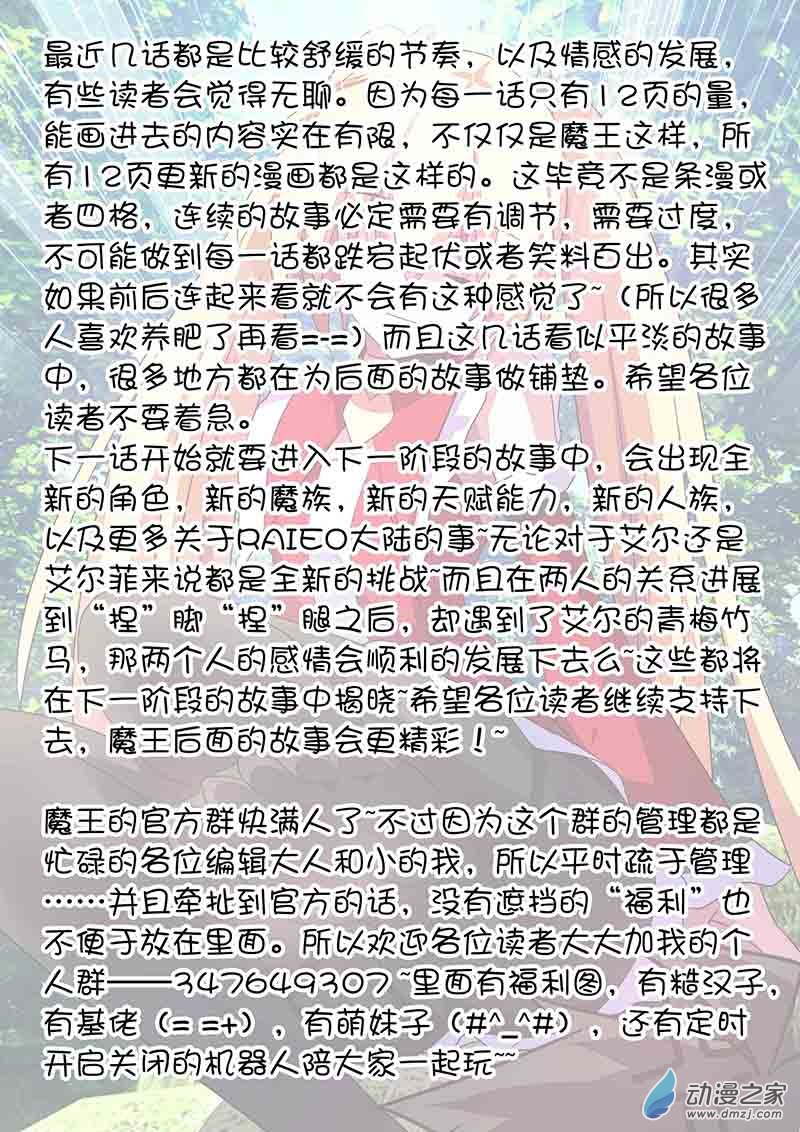 最近几话都是比较舒缓的节奏，以及情感的发展，
有些读者会觉得无聊。因为每一话只有12页的量，
能画进去的内容实在有限，不仅仅是魔王这样，所
有12页更新的漫画都是这样的。这毕竟不是条漫或
者四格，连续的故事必定需要有调节，需要过度，
不可能做到每一话都跌宕起伏或者笑料百出。其实
如果前后连起来看就不会有这种感觉了~（所以很多
人喜欢养肥了再看=-=）而且这几话看似平淡的故事
中，很多地方都在为后面的故事做铺垫。希望各位
读者不要着急。
下一话开始就要进入下一阶段的故事中，会出现全
新的角色，新的魔族，新的天赋能力，新的人族，
以及更多关于RAIEO大陆的事~无论对于艾尔还是
艾尔菲来说都是全新的挑战~而且在两人的关系进展
到“捏”脚“捏”腿之后，却遇到了艾尔的青梅竹
马，那两个人的感情会顺利的发展下去么~这些都将
在下一阶段的故事中揭晓~希望各位读者继续支持下
去，魔王后面的故事会更精彩！~
魔王的官方群快满人了~不过因为这个群的管理都是
忙碌的各位编辑大人和小的我，所以平时疏于管理
……并且牵扯到官方的话，没有遮挡的“福利”也
不便于放在里面。所以欢迎各位读者大大加我的个
人群——347649307~里面有福利图，有糙汉子，
有基佬（= =+），有萌妹子（#^_^#），还有定时
开启关闭的机器人陪大家一起玩~~
动漫之家
www.dmzj.com